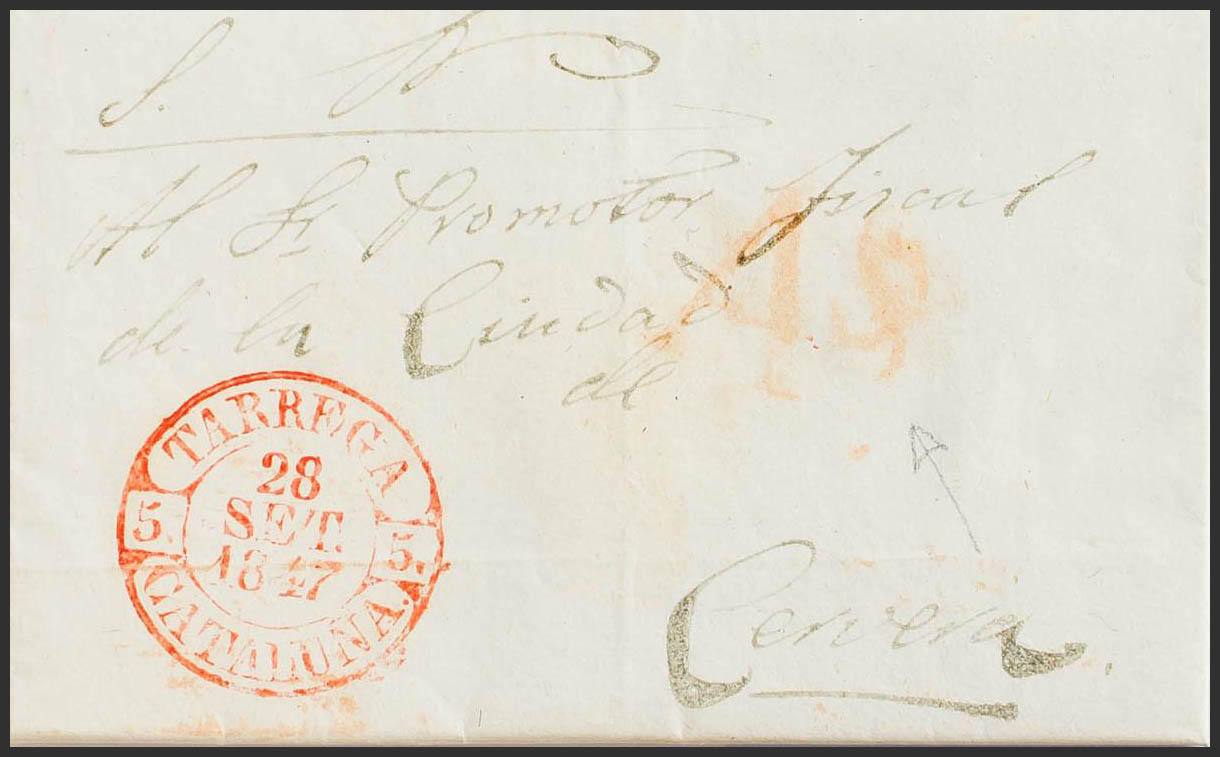 S. N.
Al Sr Promotor Fiscal
de la Ciudad
de
Cervera.
TARREGA
28
SET.
1847
5. 5.
CATALUÑA.